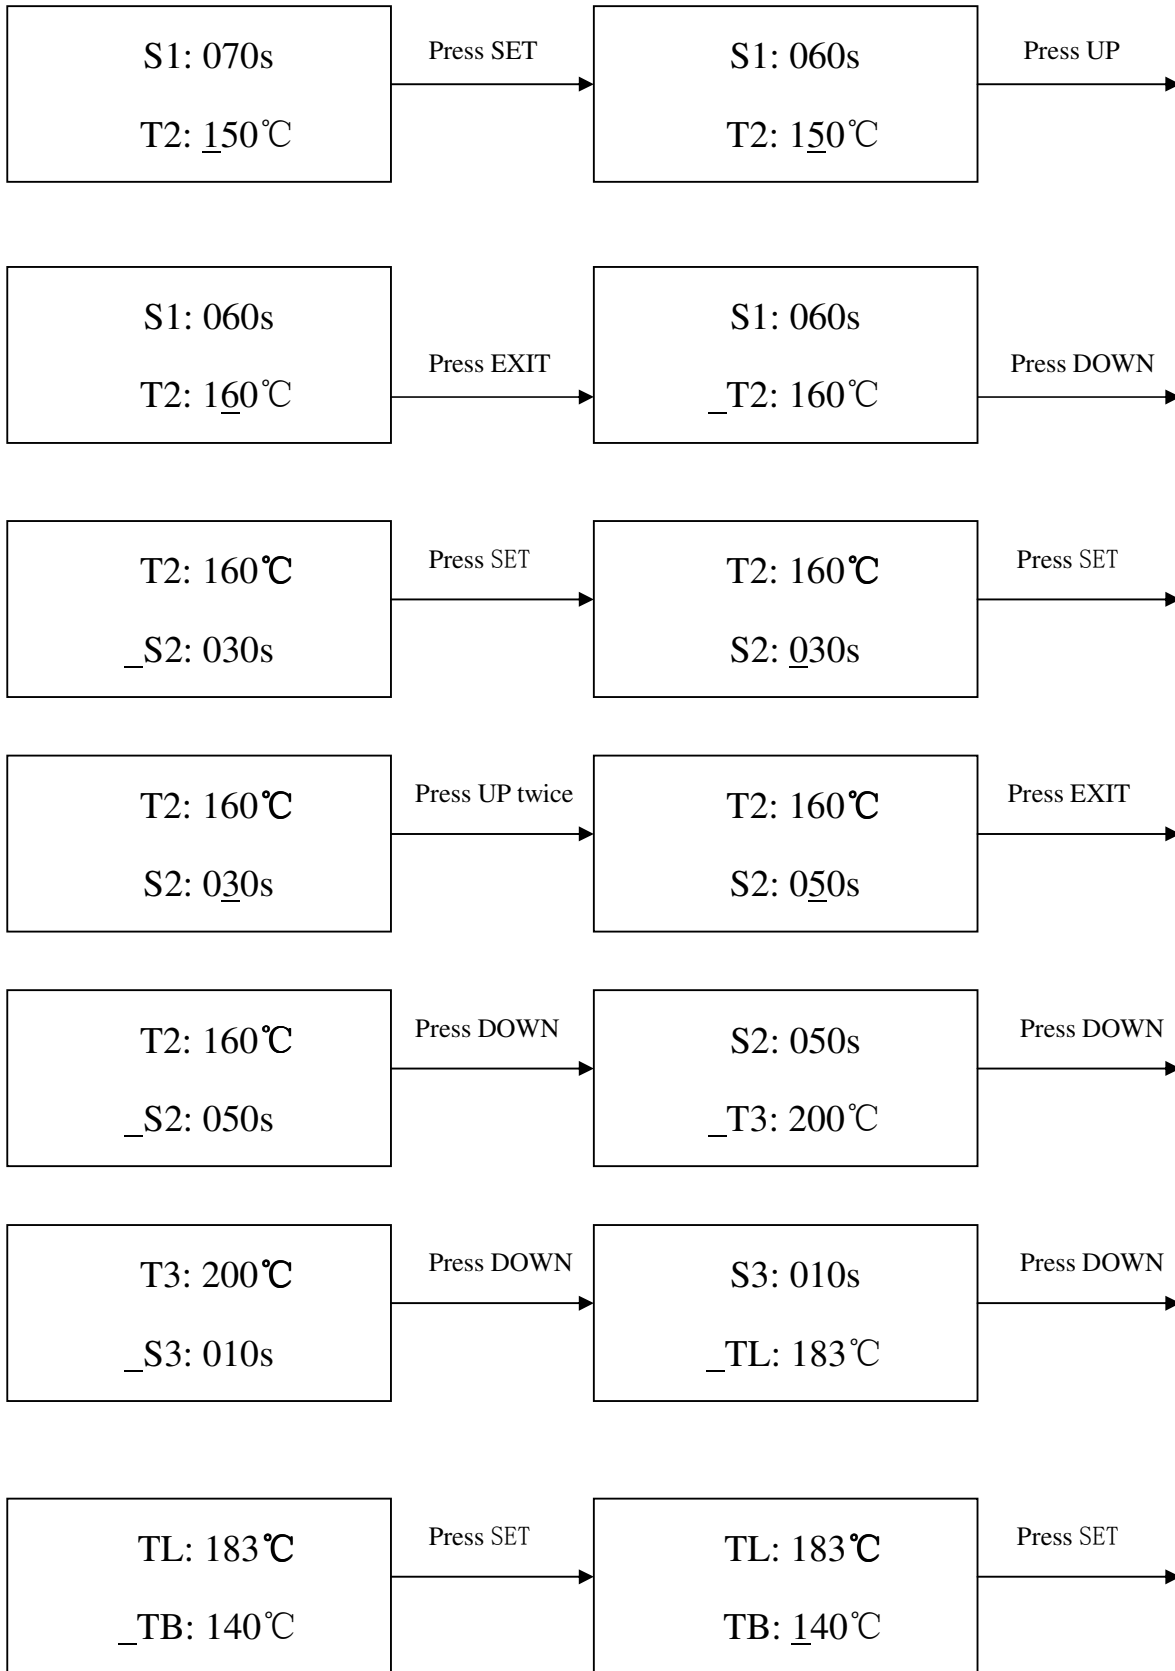 S1: 070s
T2: 150℃
Press SET
S1: 060s
T2: 150℃
Press UP
S1: 060s
T2: 160℃
Press EXIT
S1: 060s
_T2: 160℃
Press DOWN
T2: 160℃
_S2: 030s
Press SET
T2: 160℃
S2: 030s
Press SET
T2: 160℃
S2: 030s
Press UP twice
T2: 160℃
S2: 050s
Press EXIT
T2: 160℃
_S2: 050s
Press DOWN
S2: 050s
_T3: 200℃
Press DOWN
T3: 200℃
_S3: 010s
Press DOWN
S3: 010s
_TL: 183℃
Press DOWN
TL: 183℃
_TB: 140℃
Press SET
TL: 183℃
TB: 140℃
Press SET